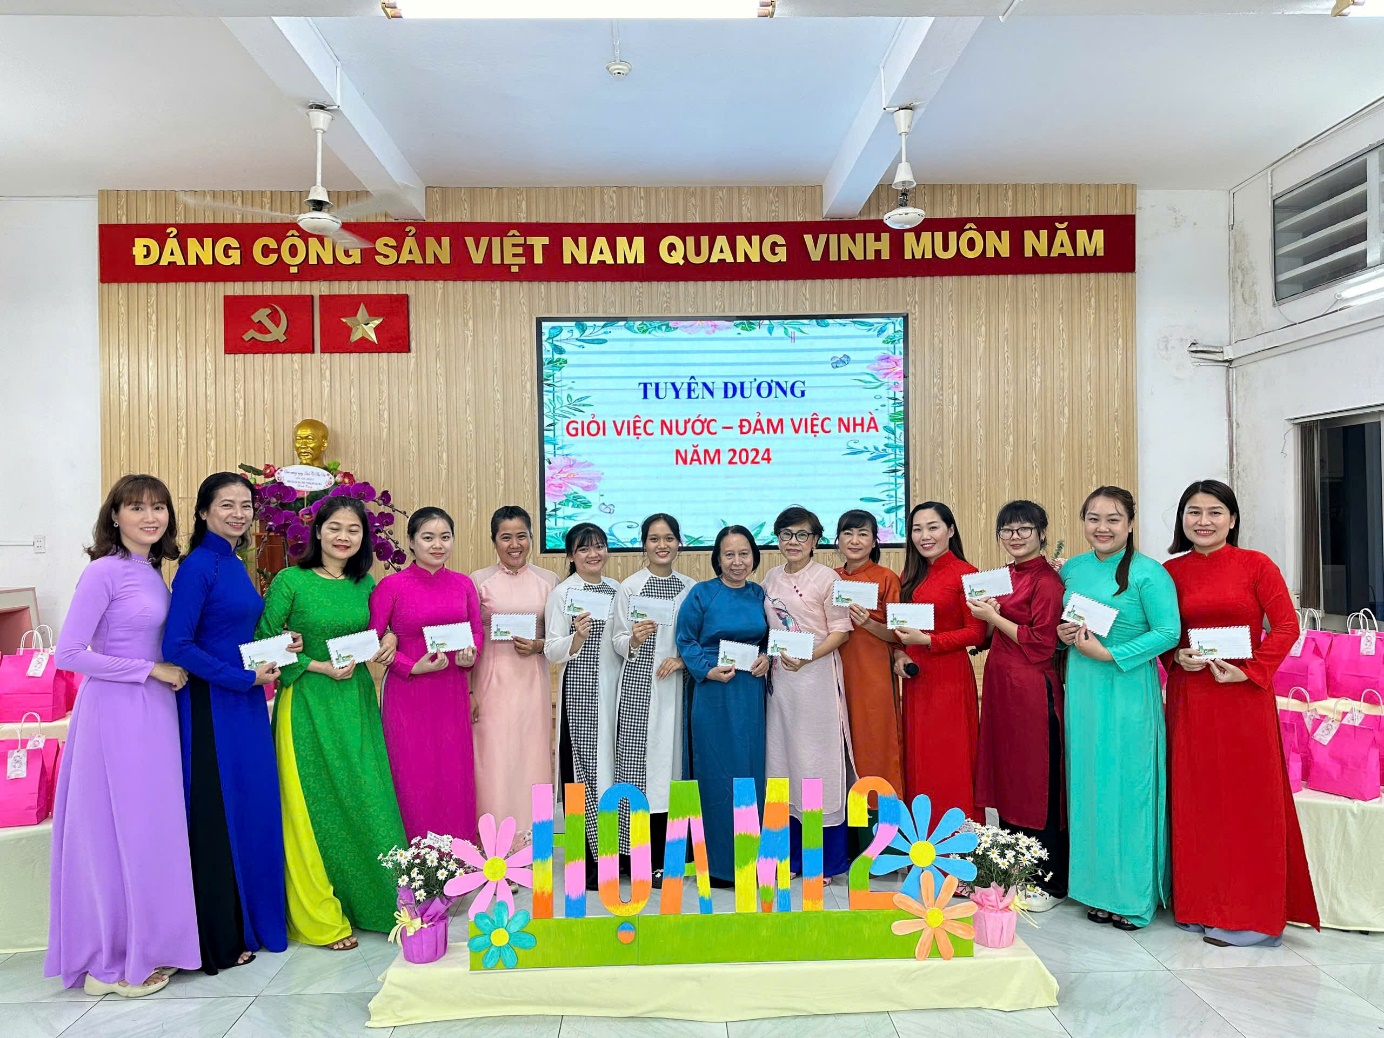 ĐẢNG CỘNG SẢN VIỆT NAM QUANG VINH MUÔN NĂM
TUYÊN DƯƠNG
GIỎI VIỆC NƯỚC – ĐẢM VIỆC NHÀ
NĂM 2024
HỌA MI 2